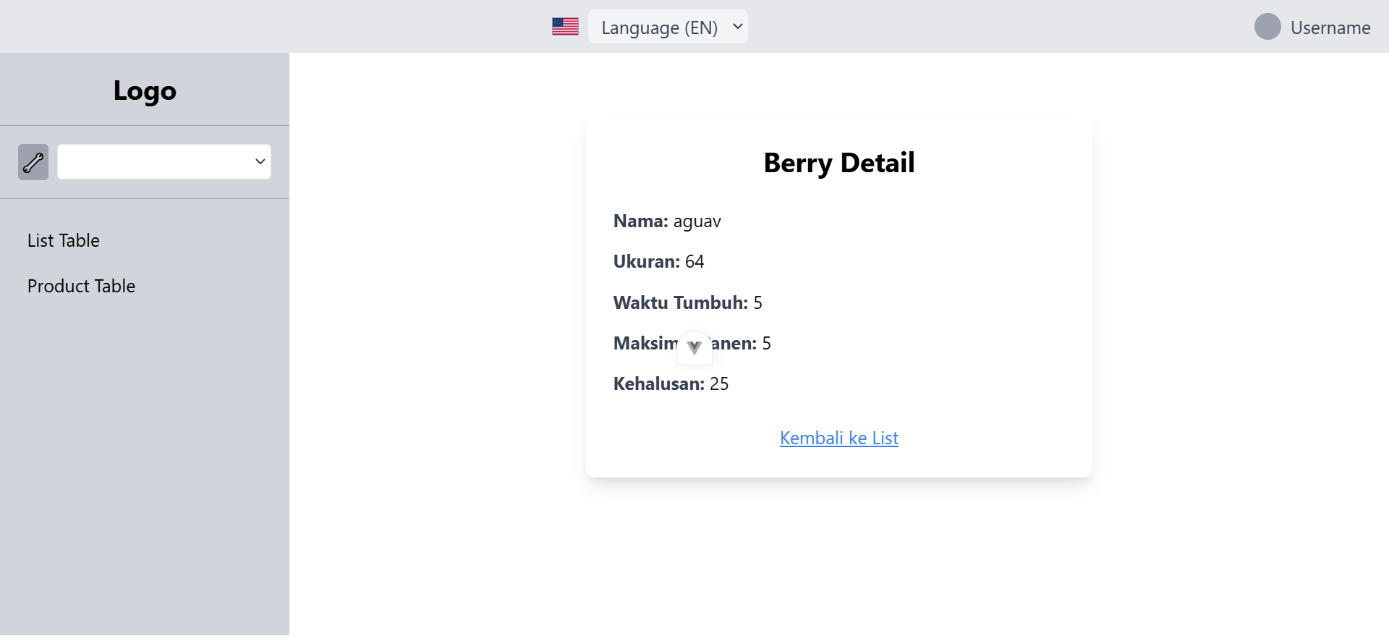 Language (EN)
Username
Logo
List Table
Product Table
Berry Detail
Nama: aguav
Ukuran: 64
Waktu Tumbuh: 5
5
Kehalusan: 25
Kembali ke List